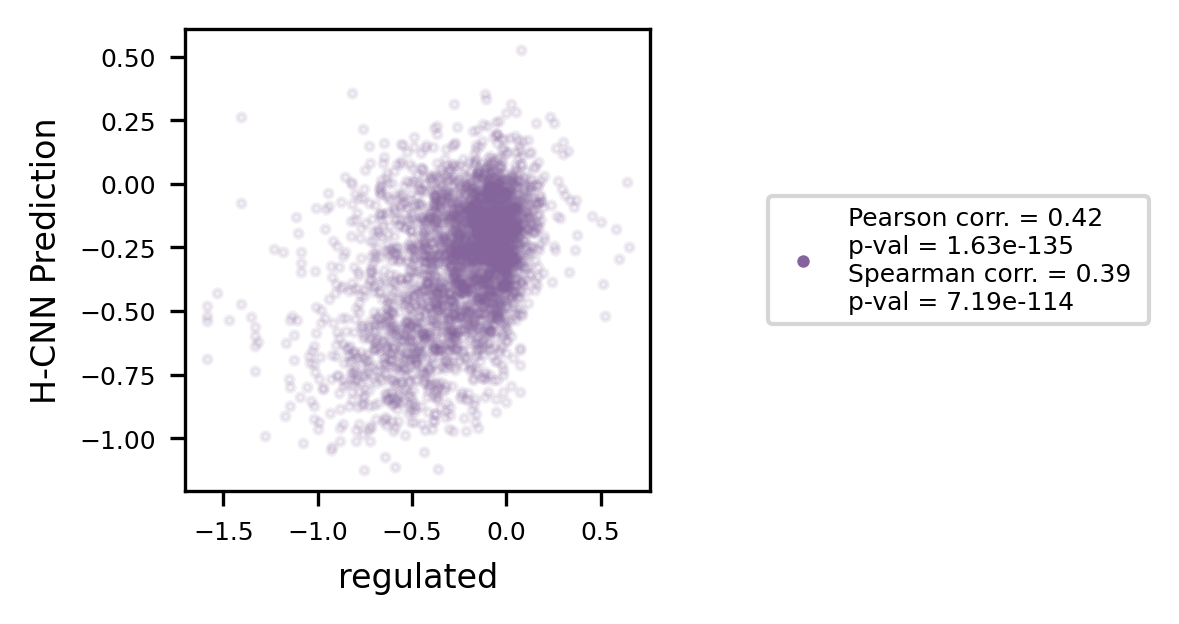 H-CNN Prediction
0.50
0.25
0.00
−0.25
−0.50
−0.75
−1.00
−1.5
−1.0
−0.5
0.0
0.5
regulated
Pearson corr. = 0.42
p-val = 1.63e-135
Spearman corr. = 0.39
p-val = 7.19e-114